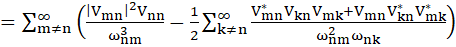 = ∑_{m≠n}^{∞} ( |V_{mn}|² V_{nn} / ω_{nm}^{3} − 1/2 ∑_{k≠n}^{∞} (V_{mn}^{*} V_{kn} V_{mk} + V_{mn} V_{kn}^{*} V_{mk}^{*}) / (ω_{nm}^{2} ω_{nk}) )